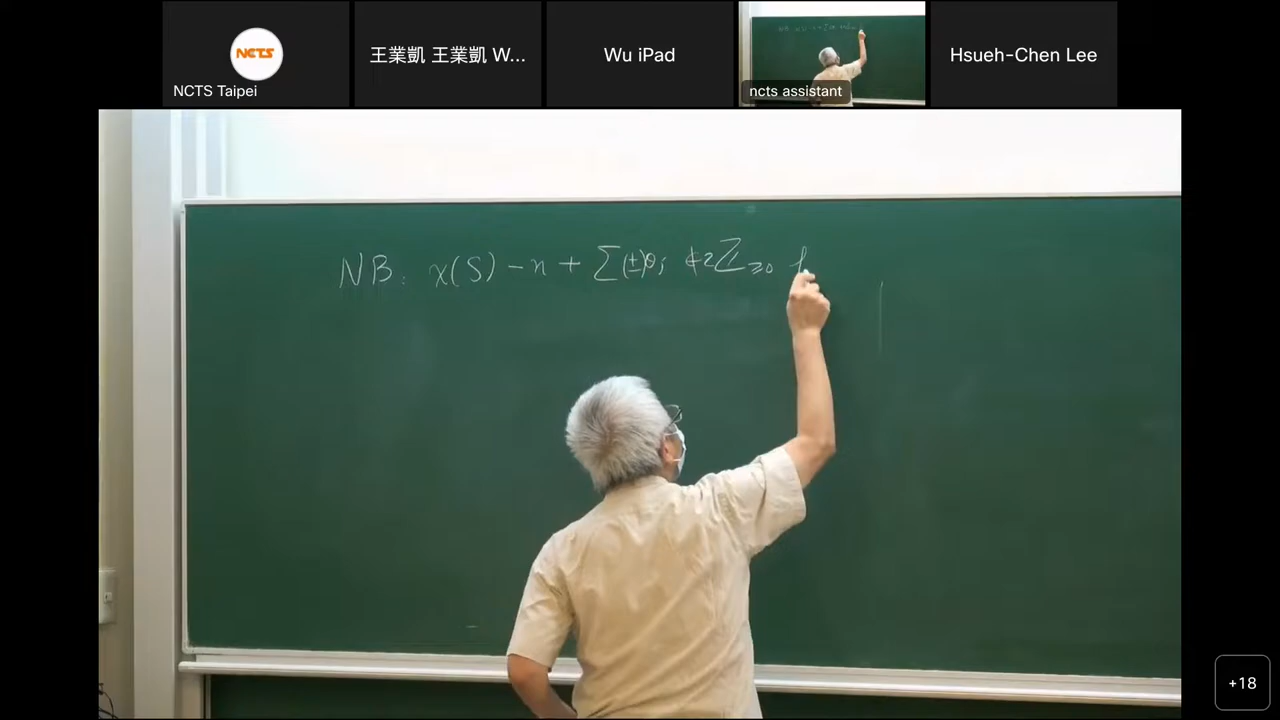 NCTS
NCTS Taipei
王業凱 王業凱 W...
Wu iPad
ncts assistant
Hsueh-Chen Lee
NB: χ(S) - n + Σ(±)θi ∉ 2ℤ≥0
+18